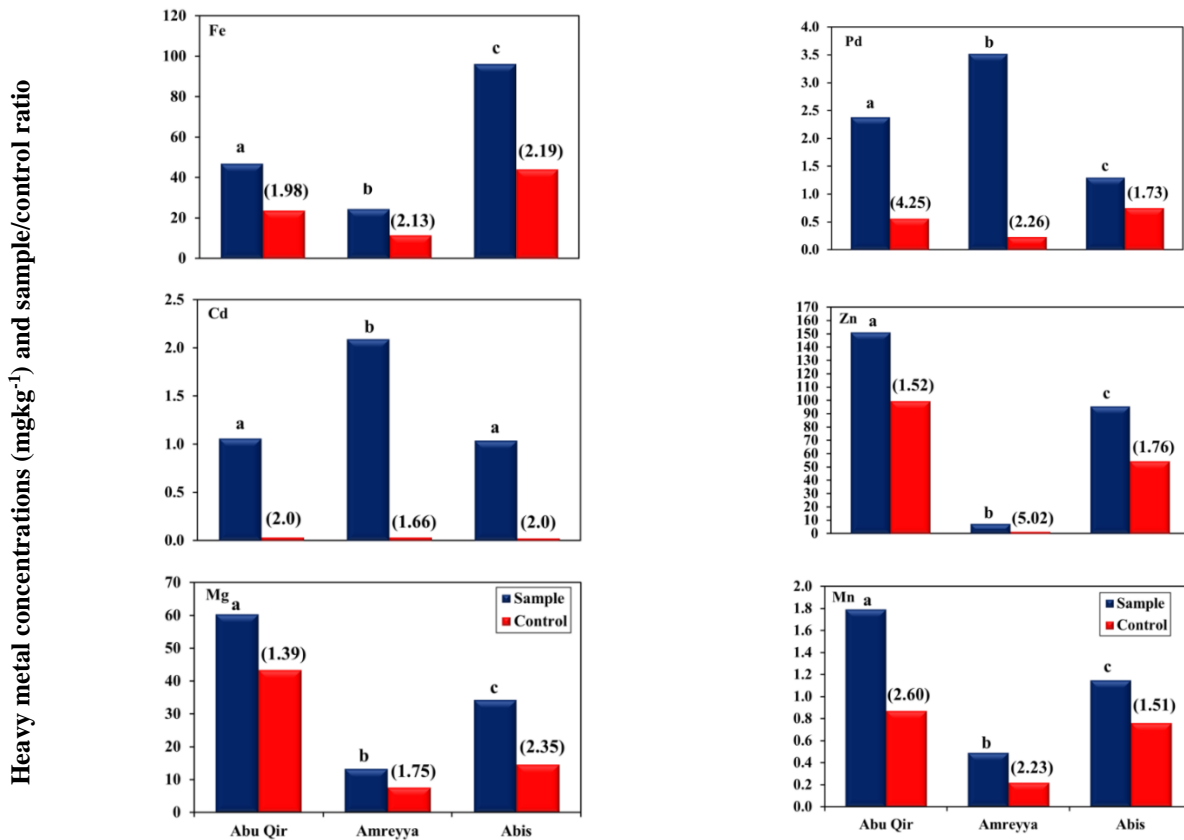 Heavy metal concentrations (mgkg⁻¹) and sample/control ratio
Fe
120
100
80
60
40
20
0
a
(1.98)
b
(2.13)
c
(2.19)
Pd
4.0
3.5
3.0
2.5
2.0
1.5
1.0
0.5
0.0
a
(4.25)
b
(2.26)
c
(1.73)
Cd
2.5
2.0
1.5
1.0
0.5
0.0
a
(2.0)
b
(1.66)
a
(2.0)
Zn
170
160
150
140
130
120
110
100
90
80
70
60
50
40
30
20
10
0
a
(1.52)
b
(5.02)
c
(1.76)
Mg
70
60
50
40
30
20
10
0
a
(1.39)
b
(1.75)
c
(2.35)
Sample
Control
Abu Qir Amreyya Abis
Mn
2.0
1.8
1.6
1.4
1.2
1.0
0.8
0.6
0.4
0.2
0.0
a
(2.60)
b
(2.23)
c
(1.51)
Sample
Control
Abu Qir Amreyya Abis